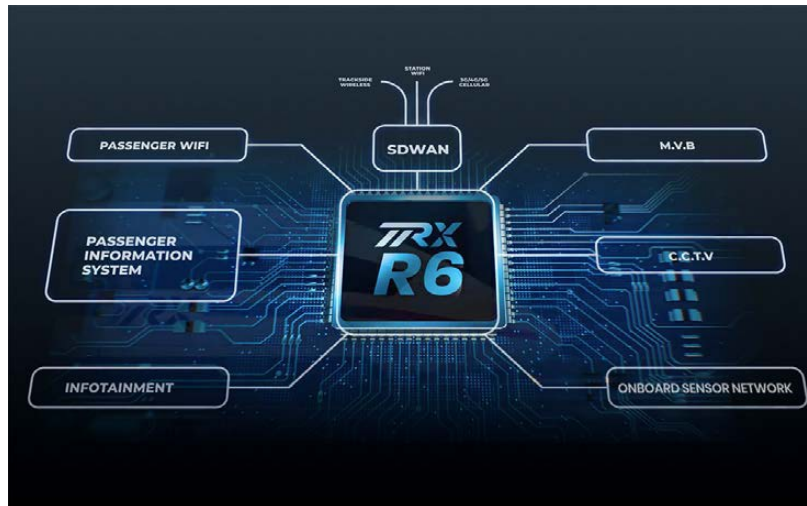 STATION
WIFI
TRACKSIDE
WIRELESS
3G/4G/5G
CELLULAR
PASSENGER WIFI
SDWAN
M.V.B
PASSENGER
INFORMATION
SYSTEM
TRX
R6
C.C.T.V
INFOTAINMENT
ONBOARD SENSOR NETWORK